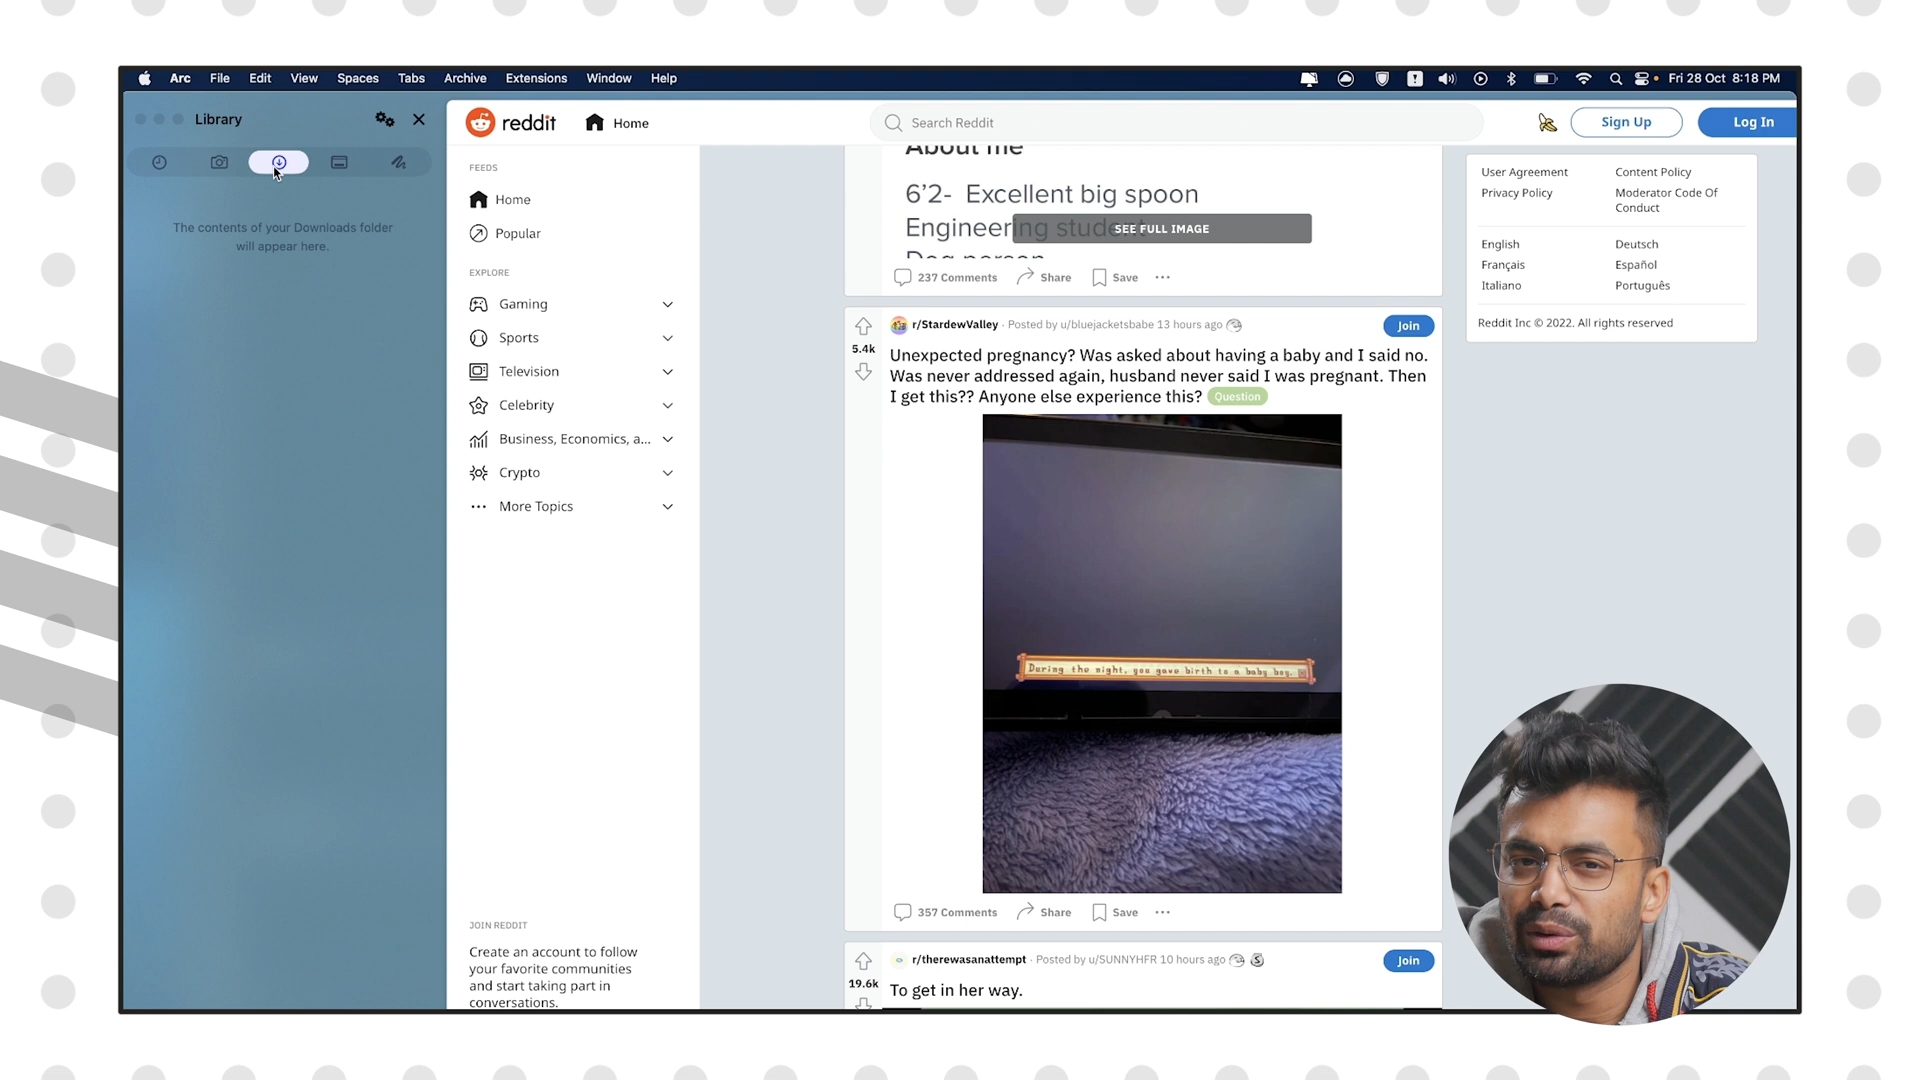 Arc File Edit View Spaces Tabs Archive Extensions Window Help Fri 28 Oct 8:18 PM
Library
The contents of your Downloads folder
will appear here.
reddit Home Search Reddit Sign Up Log In
FEEDS
Home
Popular
EXPLORE
Gaming
Sports
Television
Celebrity
Business, Economics, a...
Crypto
More Topics
JOIN REDDIT
Create an account to follow
your favorite communities
and start taking part in
conversations.
About me
6'2- Excellent big spoon
Engineering student
SEE FULL IMAGE
Dog person
237 Comments Share Save
r/StardewValley · Posted by u/bluejacketsbabe 13 hours ago Join
5.4k
Unexpected pregnancy? Was asked about having a baby and I said no.
Was never addressed again, husband never said I was pregnant. Then
I get this?? Anyone else experience this? Question
During the night, you gave birth to a baby boy.
357 Comments Share Save
r/therewasanattempt · Posted by u/SUNNYHFR 10 hours ago Join
19.6k
To get in her way.
User Agreement Content Policy
Privacy Policy Moderator Code Of
Conduct
English Deutsch
Français Español
Italiano Português
Reddit Inc © 2022. All rights reserved